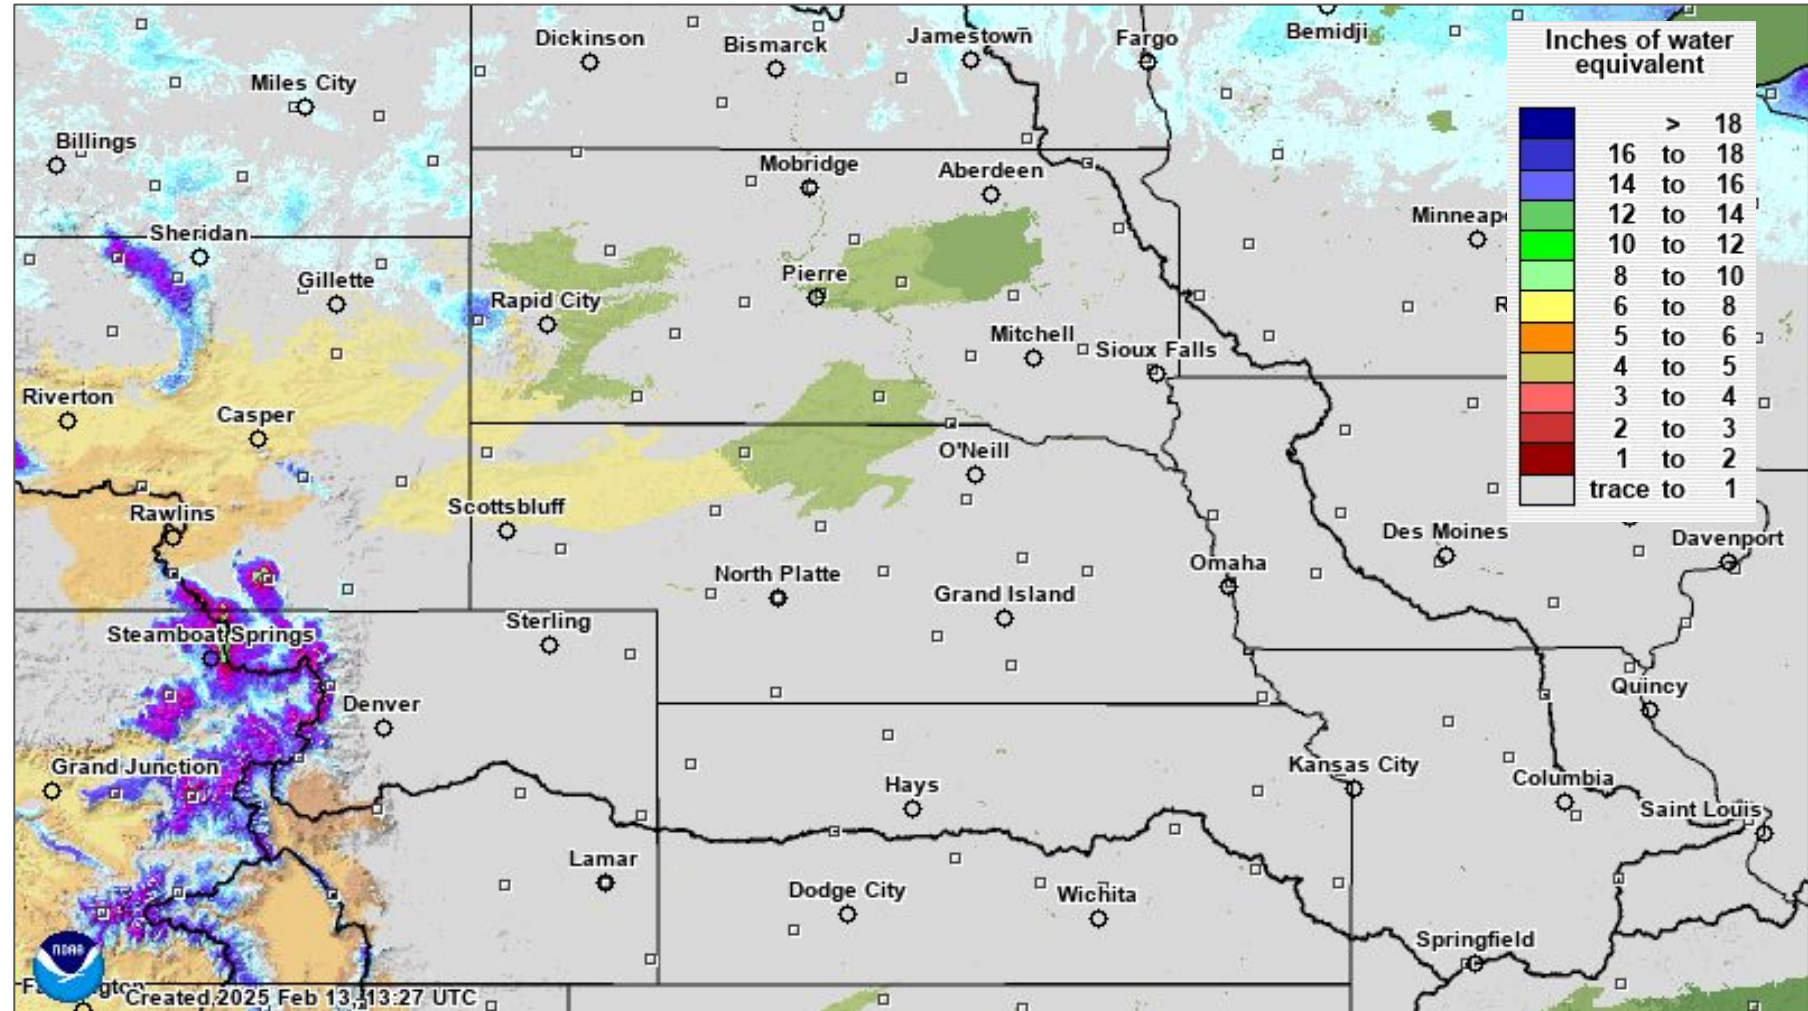 Dickinson
Bismarck
Jamestown
Fargo
Bemidji
Inches of water
equivalent
> 18
16 to 18
14 to 16
12 to 14
10 to 12
8 to 10
6 to 8
5 to 6
4 to 5
3 to 4
2 to 3
1 to 2
trace to 1
Miles City
Billings
Mobridge
Aberdeen
Minneap
Sheridan
Gillette
Rapid City
Pierre
R
Mitchell
Sioux Falls
Riverton
Casper
O'Neill
Rawlins
Scottsbluff
Des Moines
Davenport
North Platte
Grand Island
Omaha
Steamboat Springs
Sterling
Quincy
Denver
Grand Junction
Hays
Kansas City
Columbia
Saint Louis
Lamar
Dodge City
Wichita
Springfield
NOAA
Created 2025 Feb 13, 13:27 UTC